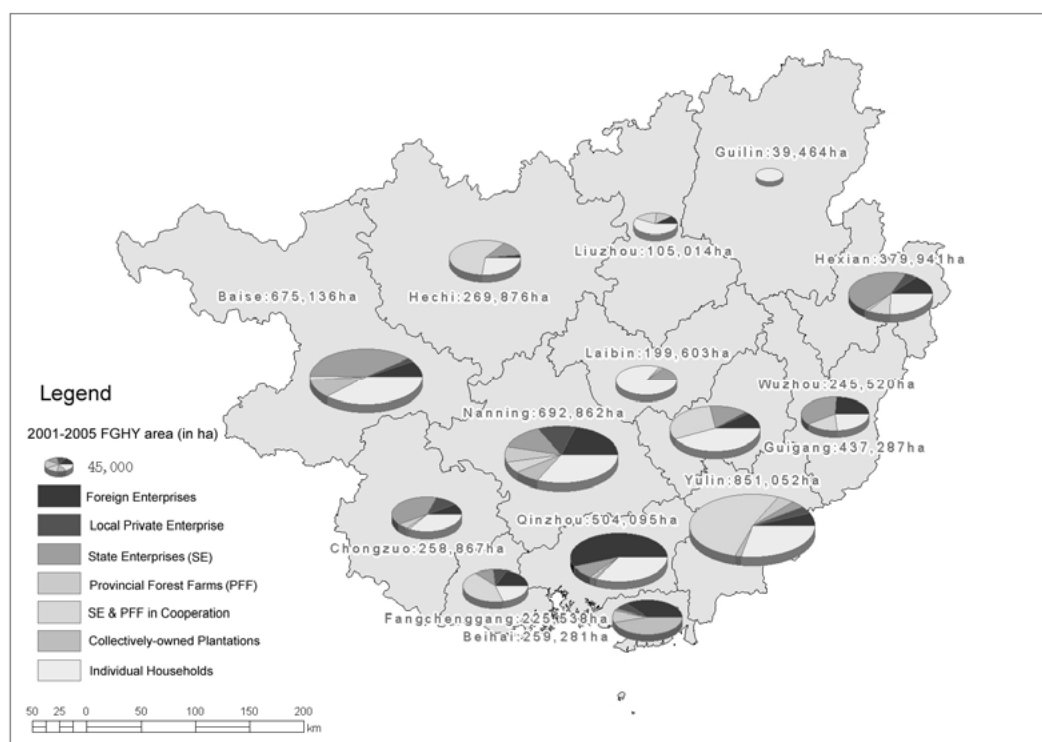 Guilin:39,464ha
Liuzhou:105,014ha
Hexian:379,941ha
Baise:675,136ha
Hechi:269,876ha
Laibin:199,603ha
Wuzhou:245,520ha
Nanning:692,862ha
Guigang:437,287ha
Yulin:851,052ha
Qinzhou:504,095ha
Chongzuo:258,867ha
Fangchenggang:225,538ha
Beihai:259,281ha
Legend
2001-2005 FGHY area (in ha)
45,000
Foreign Enterprises
Local Private Enterprise
State Enterprises (SE)
Provincial Forest Farms (PFF)
SE & PFF in Cooperation
Collectively-owned Plantations
Individual Households
50 25 0 50 100 150 200
km